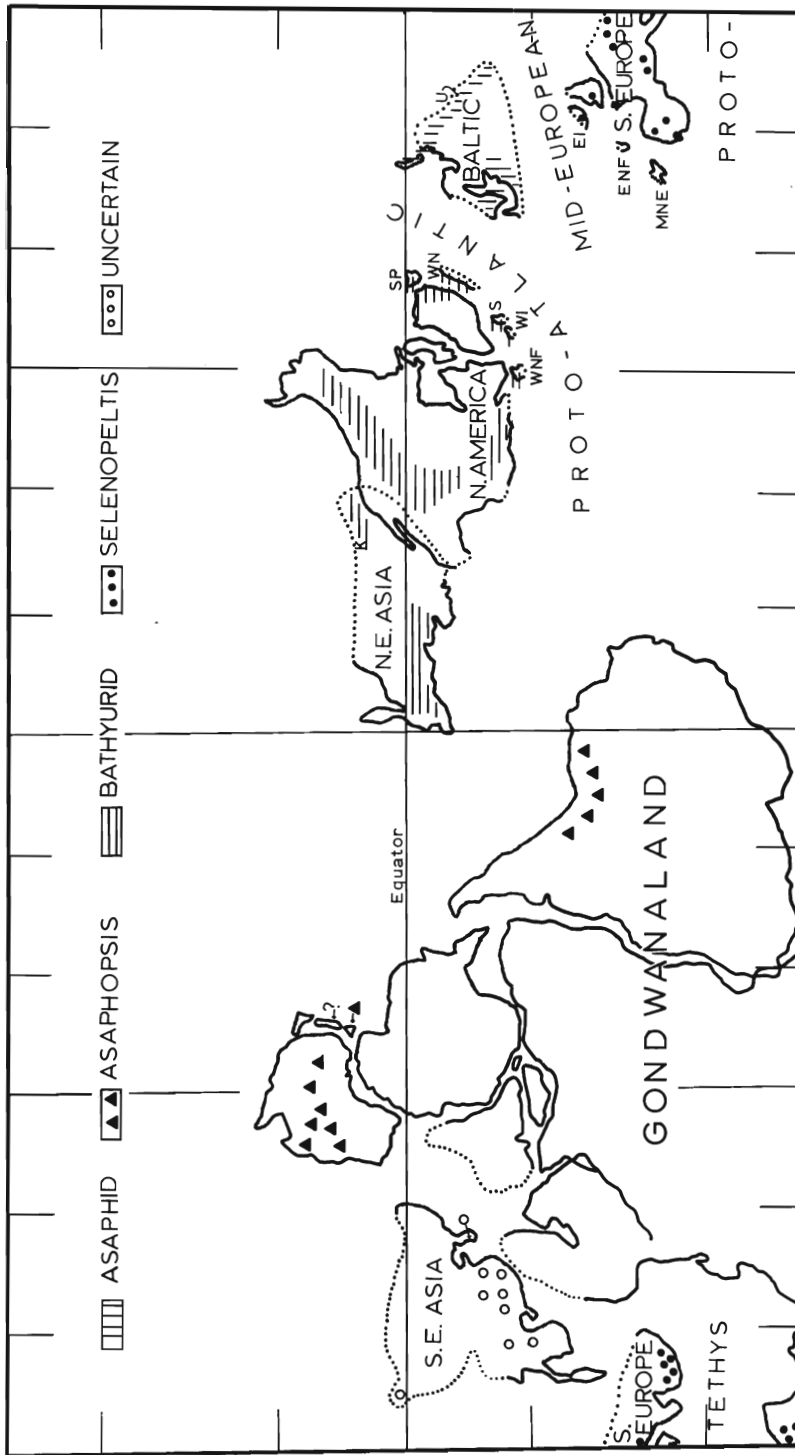 ASAPHID
ASAPHOPSIS
BATHYURID
SELENOPELTIS
UNCERTAIN
Equator
?
S.E. ASIA
S.
EUROPE
TETHYS
GONDWANALAND
N.E. ASIA
K
N. AMERICA
SP
WN
S
WI
WNF
BALTIC
U
PROTO-ATLANTIC
MID-EUROPEAN
EI
ENF
MNE
S. EUROPE
PROTO-